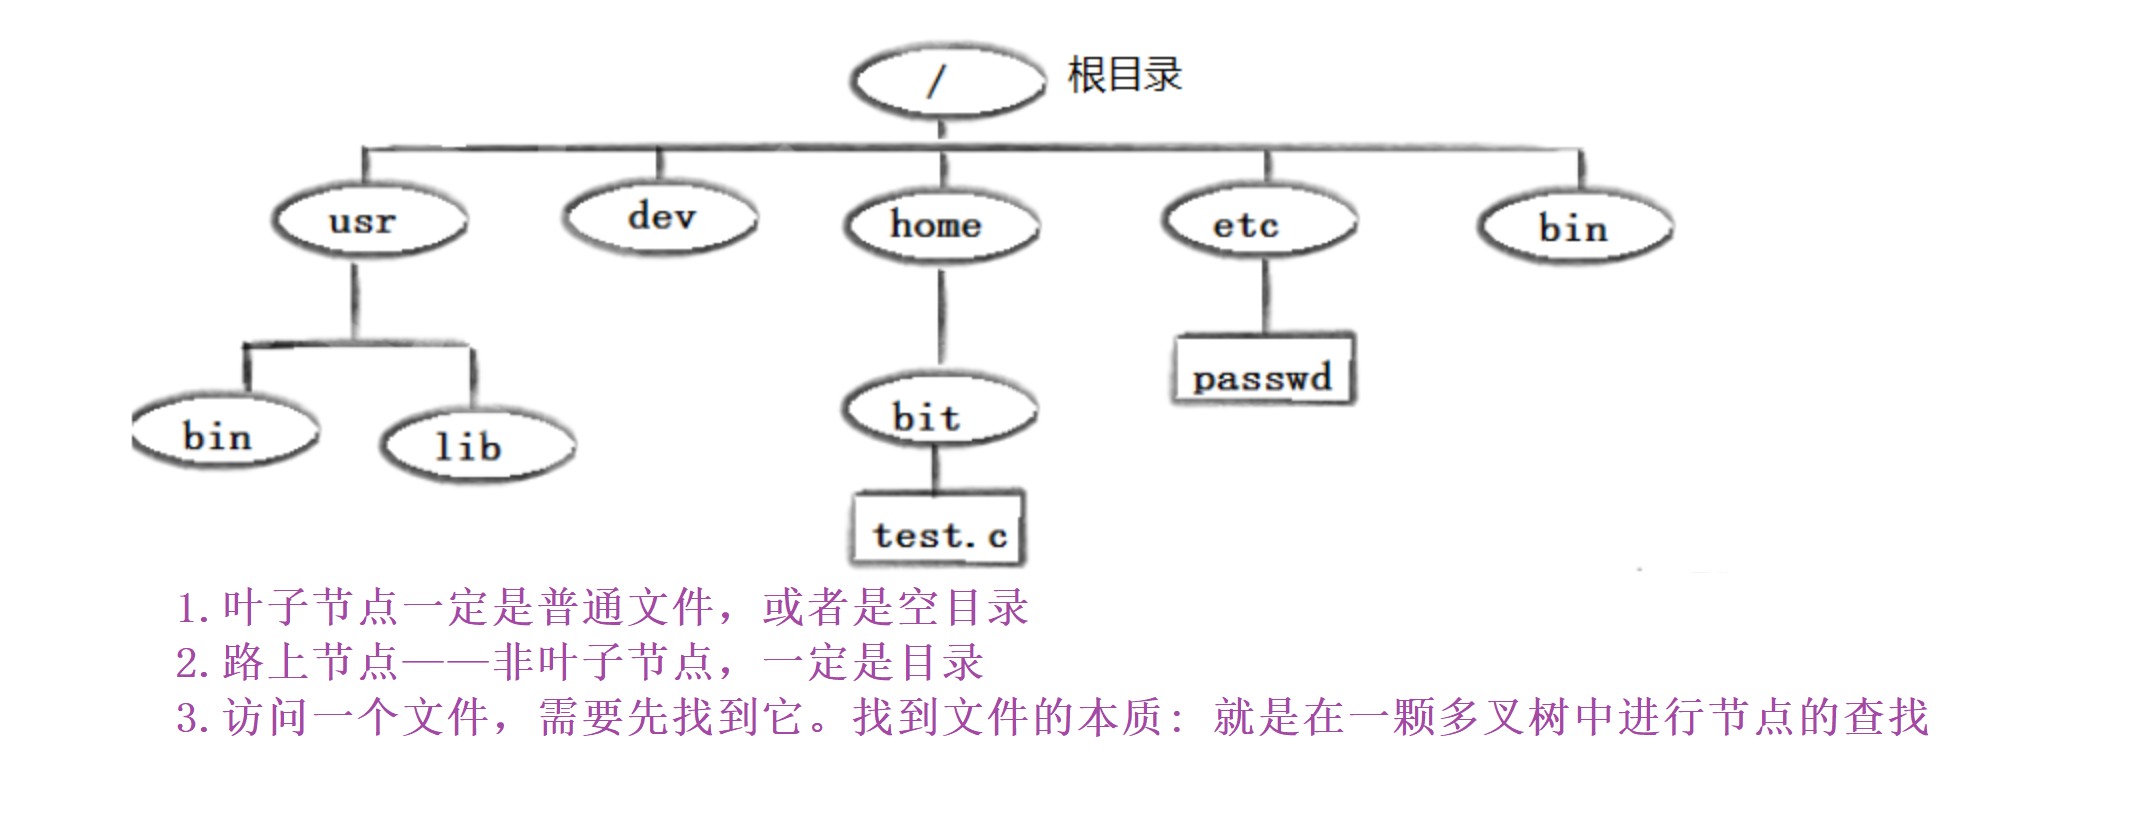 / 根目录
usr dev home etc bin
bin lib bit passwd
test.c
1.叶子节点一定是普通文件，或者是空目录
2.路上节点——非叶子节点，一定是目录
3.访问一个文件，需要先找到它。找到文件的本质：就是在一颗多叉树中进行节点的查找